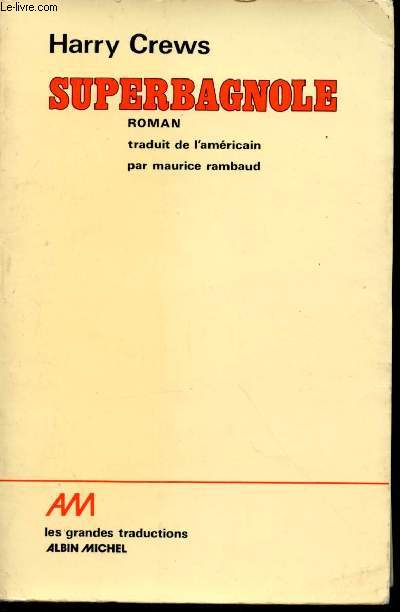 Le-livre.com
Harry Crews
SUPERBAGNOLE
ROMAN
traduit de l'américain
par maurice rambaud
AM
les grandes traductions
ALBIN MICHEL